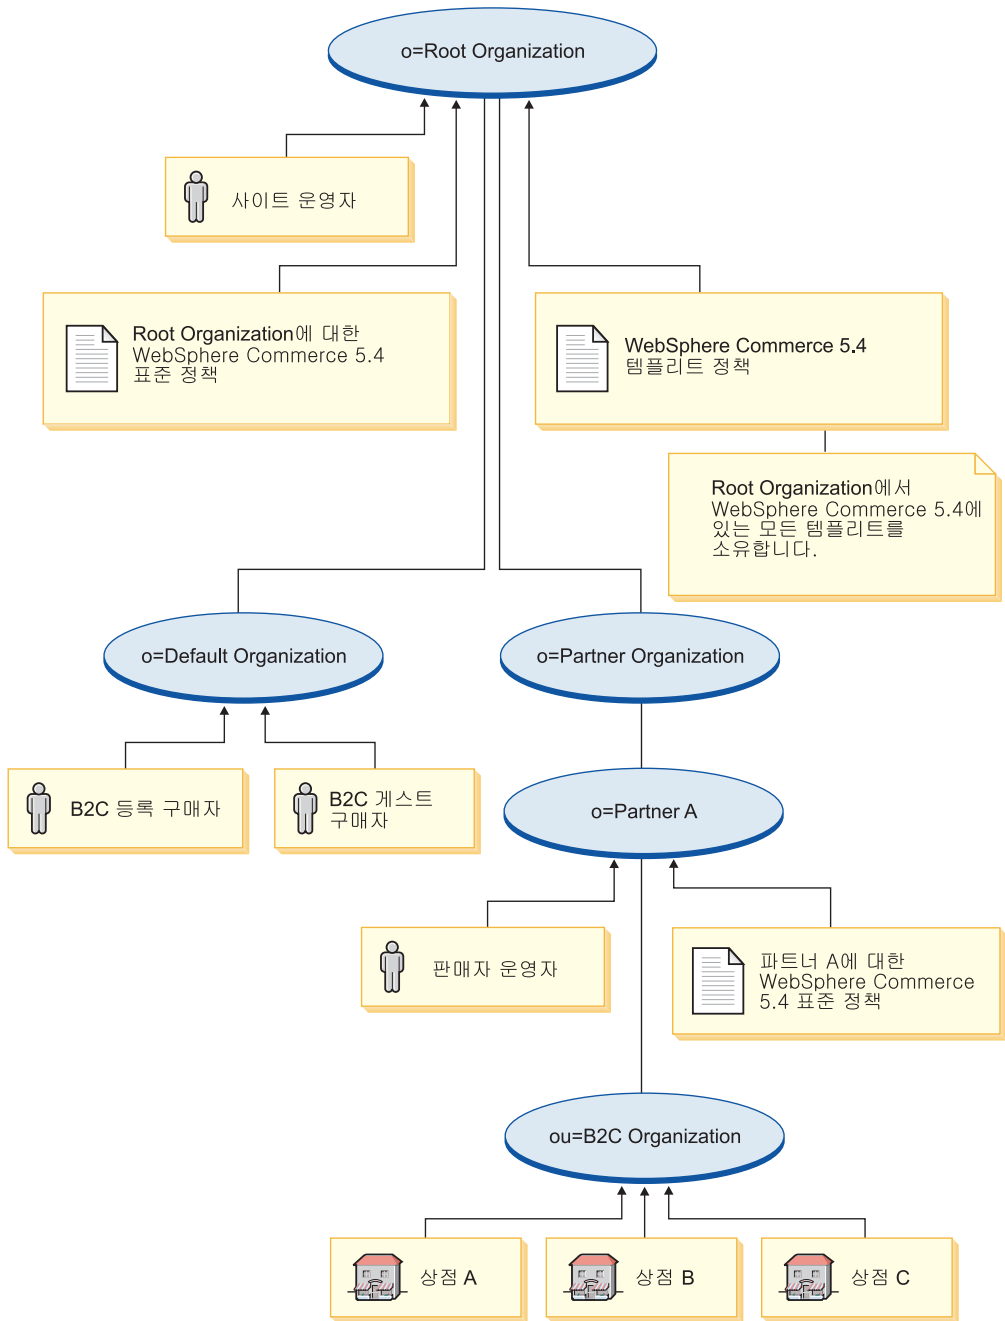 o=Root Organization
사이트 운영자
Root Organization에 대한
WebSphere Commerce 5.4
표준 정책
WebSphere Commerce 5.4
템플리트 정책
Root Organization에서
WebSphere Commerce 5.4에
있는 모든 템플리트를
소유합니다.
o=Default Organization
o=Partner Organization
B2C 등록 구매자
B2C 게스트
구매자
o=Partner A
판매자 운영자
파트너 A에 대한
WebSphere Commerce
5.4 표준 정책
ou=B2C Organization
상점 A
상점 B
상점 C